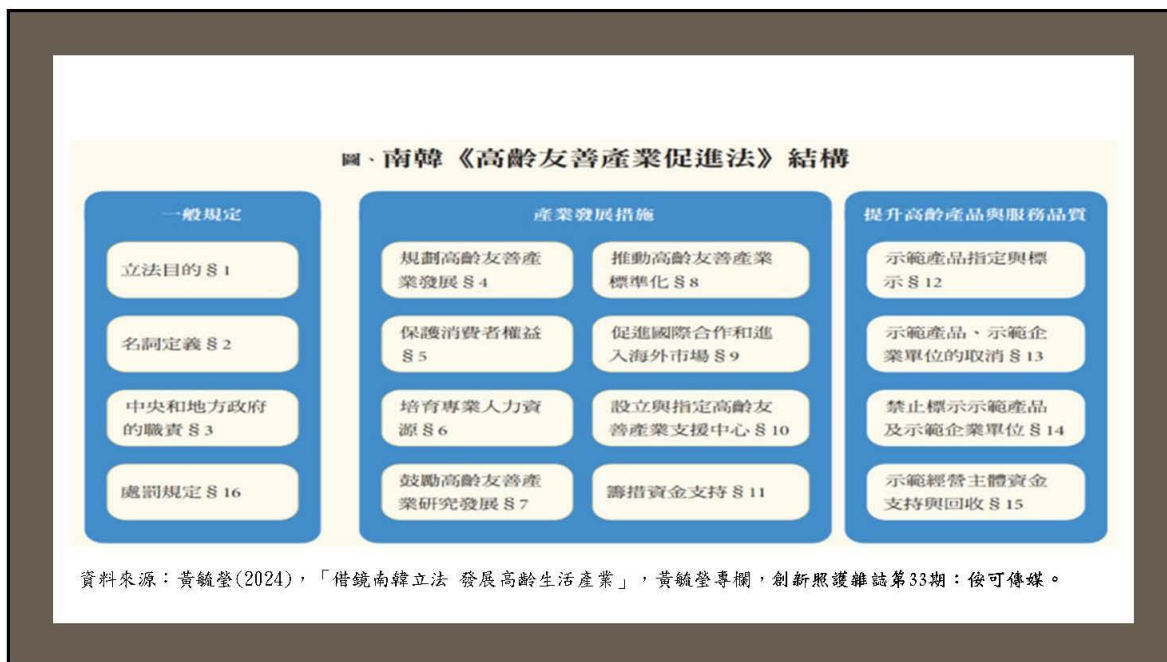 圖、南韓《高齡友善產業促進法》結構
一般規定
立法目的§1
名詞定義§2
中央和地方政府
的職責§3
處罰規定§16
產業發展措施
規劃高齡友善產
業發展§4
推動高齡友善產業
標準化§8
保護消費者權益
§5
促進國際合作和進
入海外市場§9
培育專業人力資
源§6
設立與指定高齡友
善產業支援中心§10
鼓勵高齡友善產
業研究發展§7
籌措資金支持§11
提升高齡產品與服務品質
示範產品指定與標
示§12
示範產品、示範企
業單位的取消§13
禁止標示示範產品
及示範企業單位§14
示範經營主體資金
支持與回收§15
資料來源：黃毓瑩(2024)，「借鏡南韓立法 發展高齡生活產業」，黃毓瑩專欄，創新照護雜誌第33期：侒可傳媒。